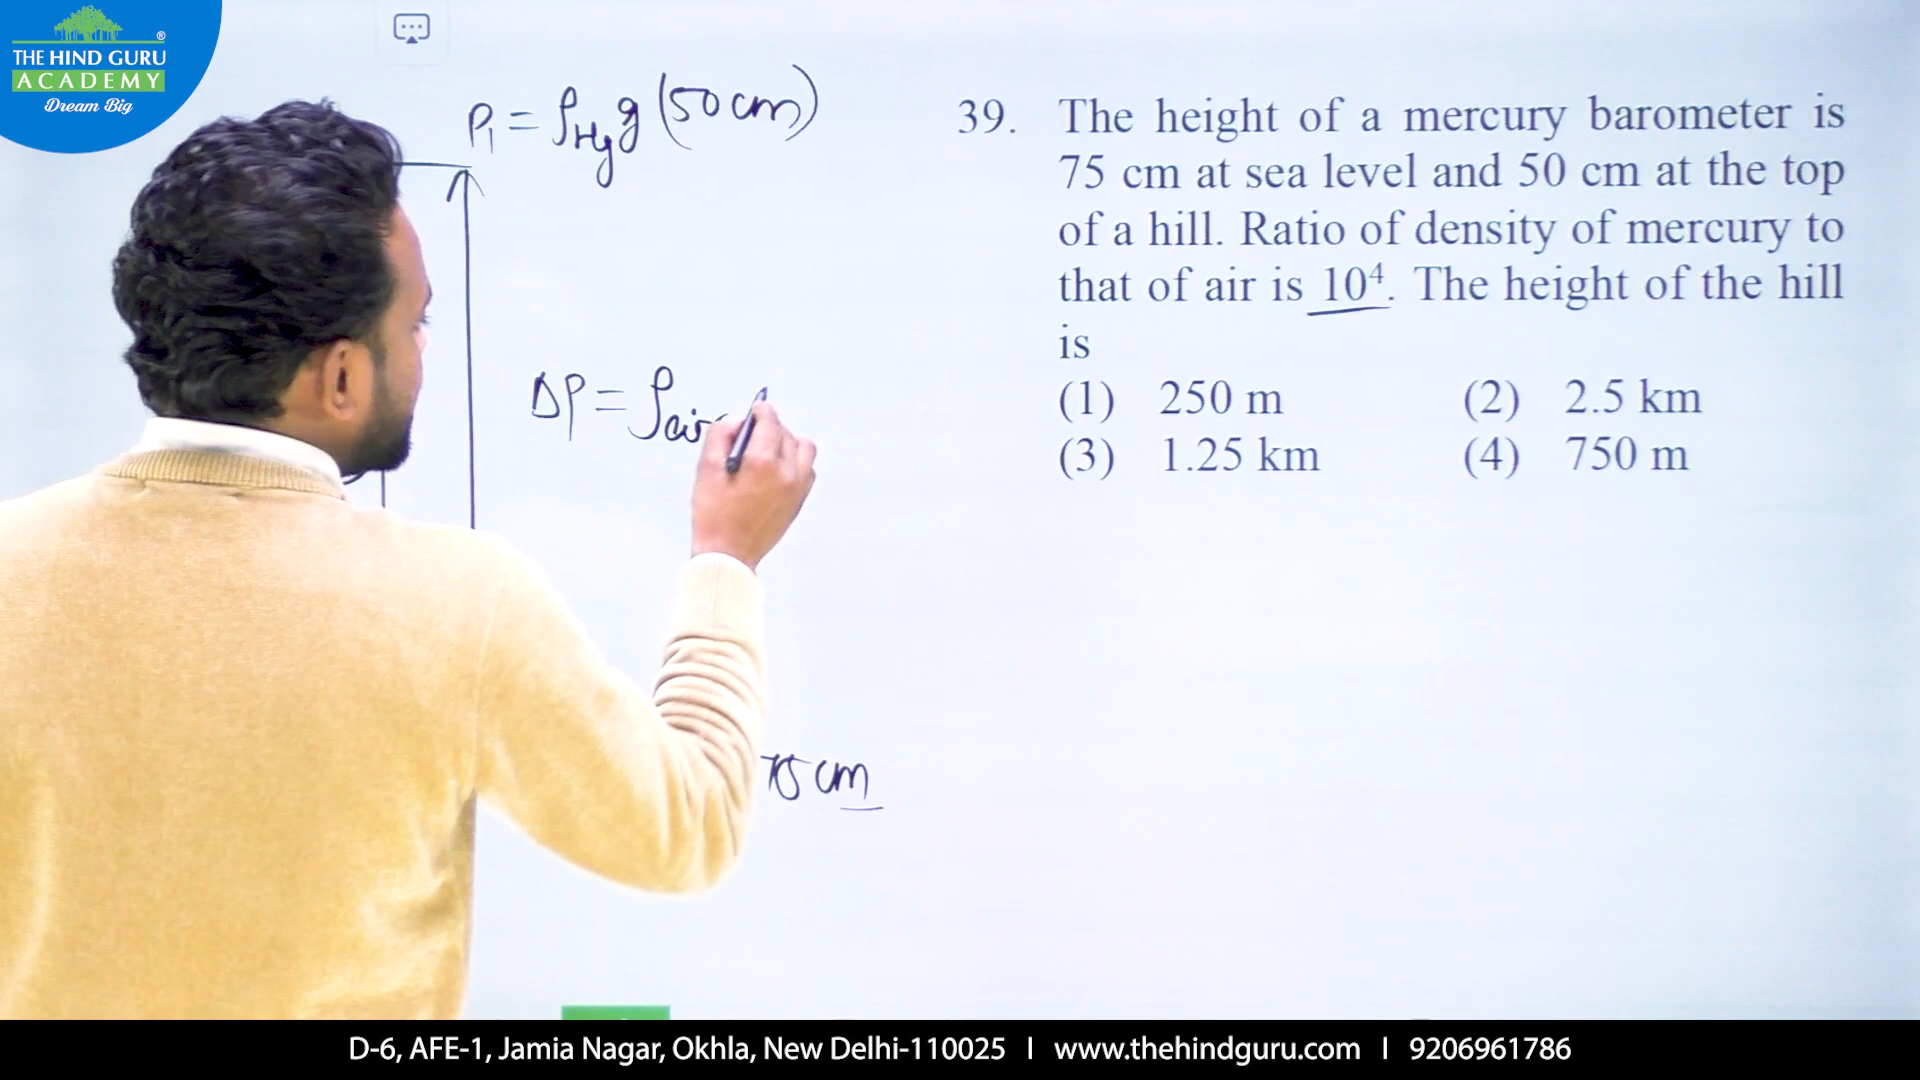 THE HIND GURU
®
ACADEMY
Dream Big
P₁ = ρHg g (50 cm)
ΔP = ρair
75 cm
39. The height of a mercury barometer is
75 cm at sea level and 50 cm at the top
of a hill. Ratio of density of mercury to
that of air is 10⁴. The height of the hill
is
(1) 250 m (2) 2.5 km
(3) 1.25 km (4) 750 m
D-6, AFE-1, Jamia Nagar, Okhla, New Delhi-110025 | www.thehindguru.com | 9206961786